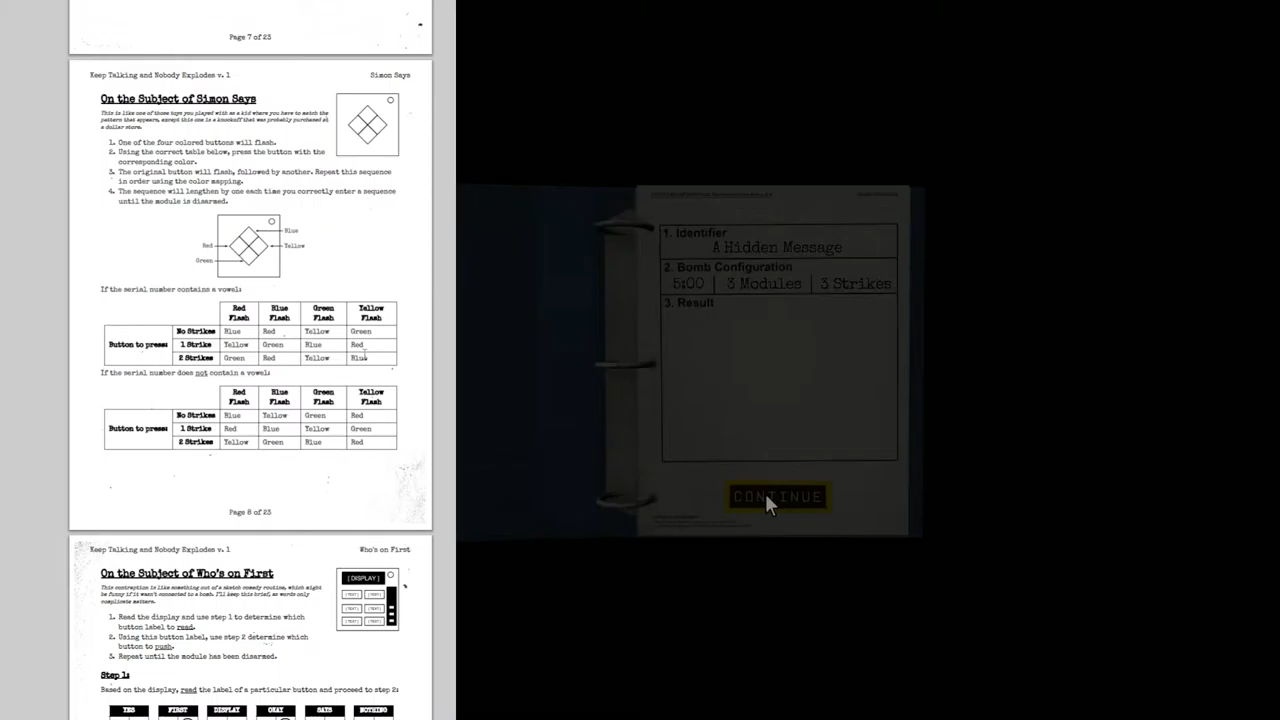 Page 7 of 23
Keep Talking and Nobody Explodes v. 1
Simon Says
On the Subject of Simon Says
This is like one of those toys you played with as a kid where you have to match the
pattern that appears, except this one is a knockoff that was probably purchased at
a dollar store.
1. One of the four colored buttons will flash.
2. Using the correct table below, press the button with the
corresponding color.
3. The original button will flash, followed by another. Repeat this sequence
in order using the color mapping.
4. The sequence will lengthen by one each time you correctly enter a sequence
until the module is disarmed.
Blue
Red
Yellow
Green
If the serial number contains a vowel:
Red Flash Blue Flash Green Flash Yellow Flash
Button to press:
No Strikes Blue Red Yellow Green
1 Strike Yellow Green Blue Red
2 Strikes Green Red Yellow Blue
If the serial number does not contain a vowel:
Red Flash Blue Flash Green Flash Yellow Flash
Button to press:
No Strikes Blue Yellow Green Red
1 Strike Red Blue Yellow Green
2 Strikes Yellow Green Blue Red
Page 8 of 23
Keep Talking and Nobody Explodes v. 1
Who's on First
On the Subject of Who's on First
This contraption is like something out of a sketch comedy routine, which might
be funny if it wasn't connected to a bomb. I'll keep this brief, as words only
complicate matters.
[DISPLAY]
[TEXT] [TEXT]
[TEXT] [TEXT]
[TEXT] [TEXT]
1. Read the display and use step 1 to determine which
button label to read.
2. Using this button label, use step 2 determine which
button to push.
3. Repeat until the module has been disarmed.
Step 1:
Based on the display, read the label of a particular button and proceed to step 2:
YES FIRST DISPLAY OKAY SAYS NOTHING
1. Identifier
A Hidden Message
2. Bomb Configuration
5:00 3 Modules 3 Strikes
3. Result
CONTINUE